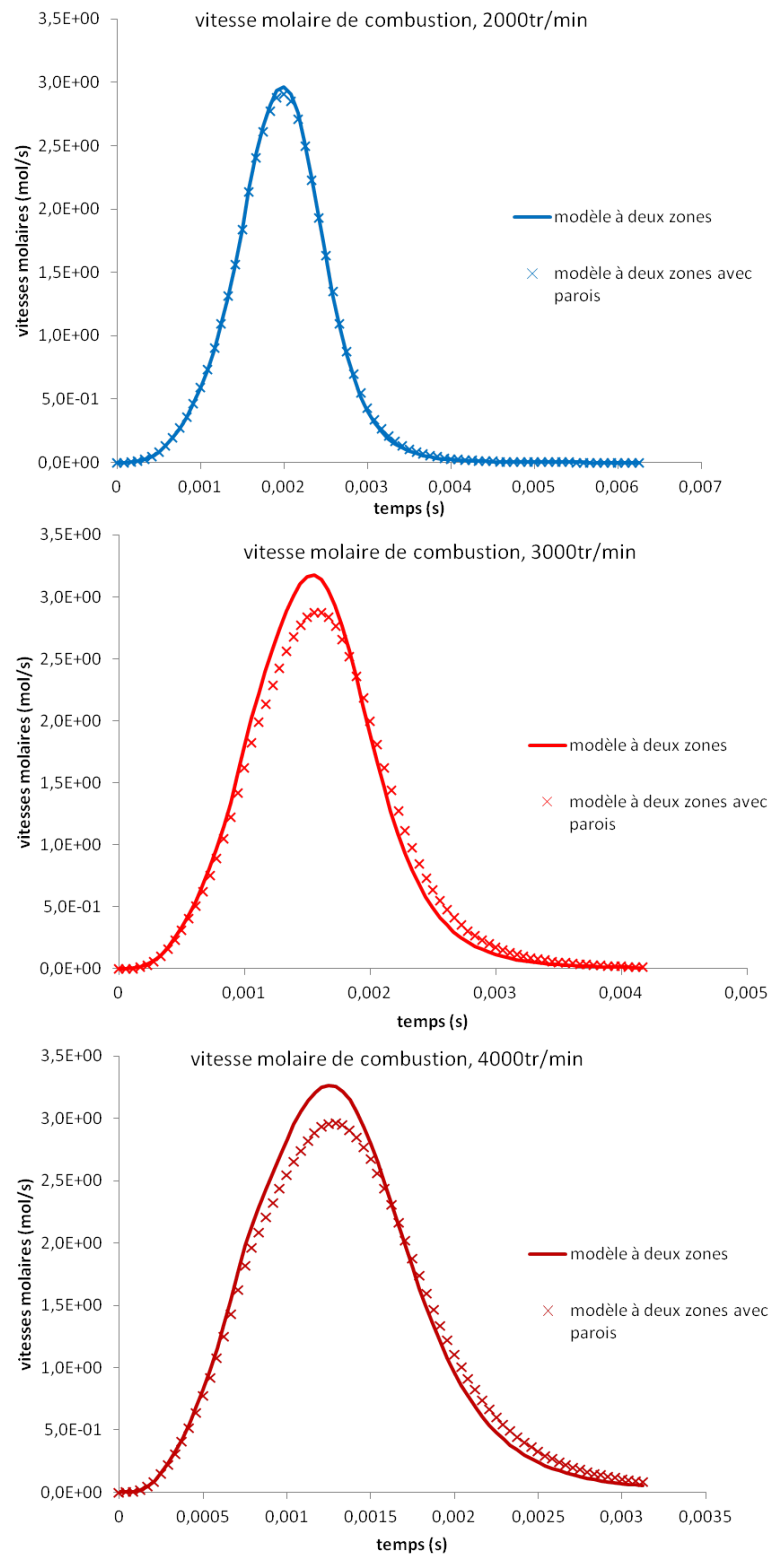 vitesse molaire de combustion, 2000tr/min
3,5E+00
3,0E+00
2,5E+00
2,0E+00
1,5E+00
1,0E+00
5,0E-01
0,0E+00
vitesses molaires (mol/s)
modèle à deux zones
modèle à deux zones avec
parois
0 0,001 0,002 0,003 0,004 0,005 0,006 0,007
temps (s)
vitesse molaire de combustion, 3000tr/min
3,5E+00
3,0E+00
2,5E+00
2,0E+00
1,5E+00
1,0E+00
5,0E-01
0,0E+00
vitesses molaires (mol/s)
modèle à deux zones
modèle à deux zones avec
parois
0 0,001 0,002 0,003 0,004 0,005
temps (s)
vitesse molaire de combustion, 4000tr/min
3,5E+00
3,0E+00
2,5E+00
2,0E+00
1,5E+00
1,0E+00
5,0E-01
0,0E+00
vitesses molaires (mol/s)
modèle à deux zones
modèle à deux zones avec
parois
0 0,0005 0,001 0,0015 0,002 0,0025 0,003 0,0035
temps (s)